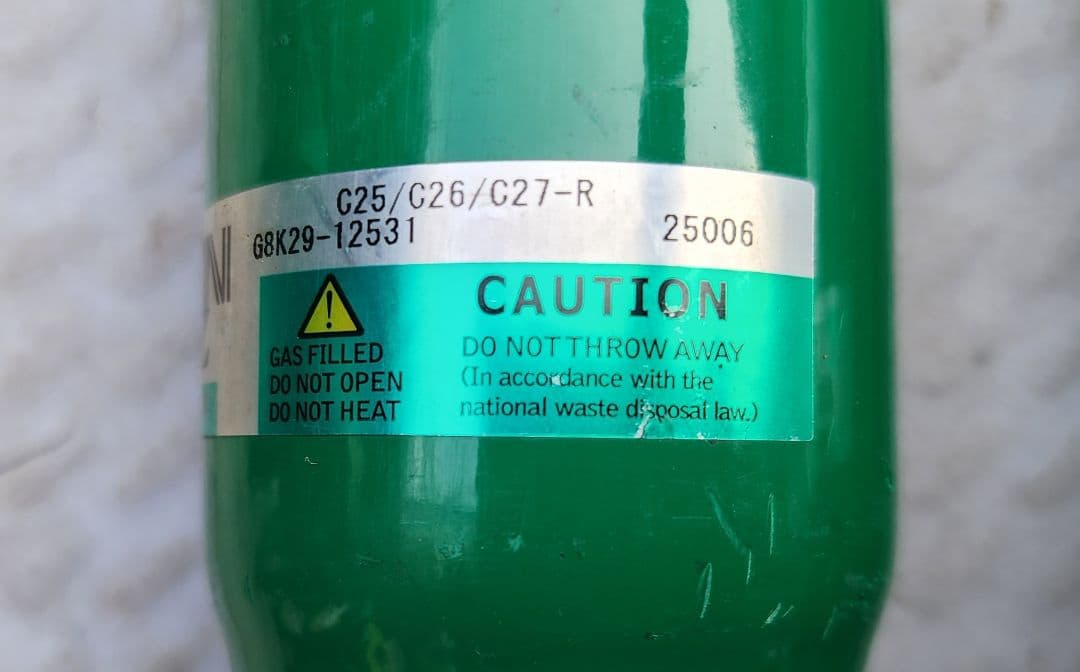 C25/C26/C27-R
G8K29-12531 25006
CAUTION
GAS FILLED
DO NOT OPEN
DO NOT HEAT
DO NOT THROW AWAY
(In accordance with the
national waste disposal law.)